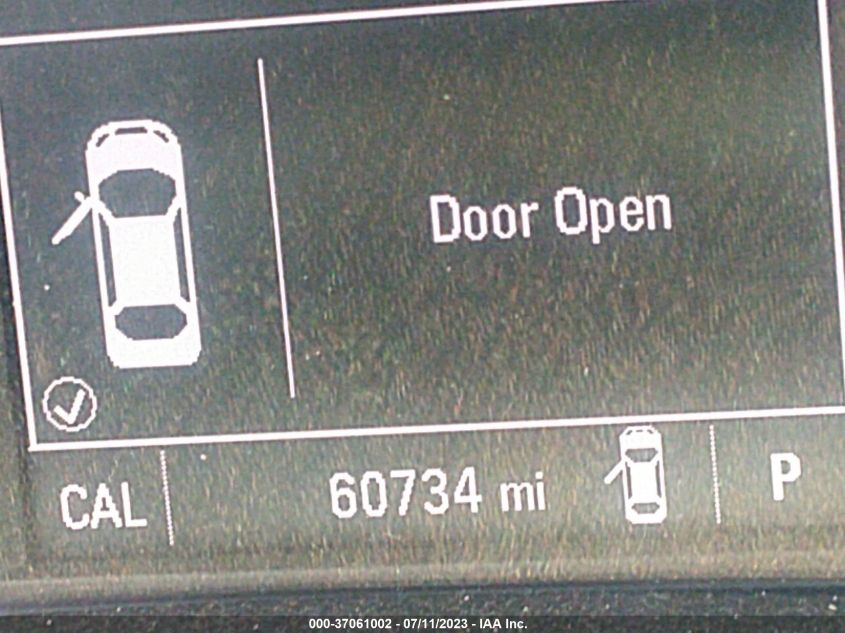 Door Open
CAL 60734 mi P
000-37061002 - 07/11/2023 - IAA Inc.